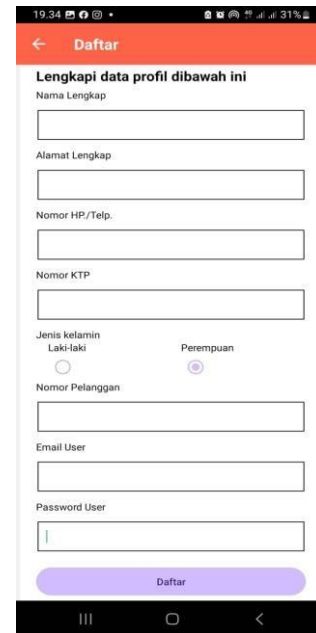 19.34
31%
Daftar
Lengkapi data profil dibawah ini
Nama Lengkap
Alamat Lengkap
Nomor HP./Telp.
Nomor KTP
Jenis kelamin
Laki-laki Perempuan
Nomor Pelanggan
Email User
Password User
Daftar